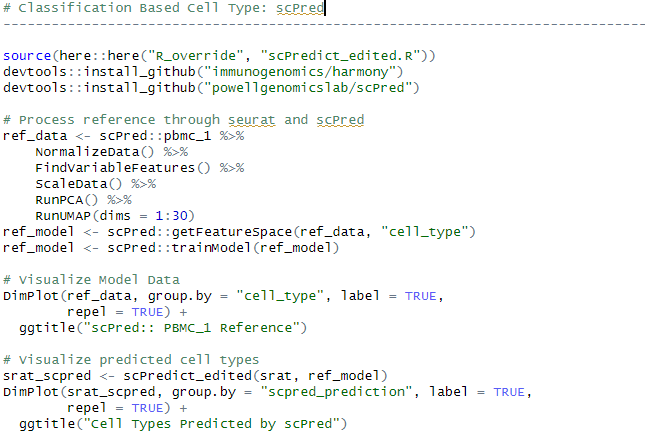 # Classification Based Cell Type: scPred
--------------------------------------------------------------------------------
source(here::here("R_override", "scPredict_edited.R"))
devtools::install_github("immunogenomics/harmony")
devtools::install_github("powellgenomicslab/scPred")
# Process reference through seurat and scPred
ref_data <- scPred::pbmc_1 %>%
    NormalizeData() %>%
    FindVariableFeatures() %>%
    ScaleData() %>%
    RunPCA() %>%
    RunUMAP(dims = 1:30)
ref_model <- scPred::getFeatureSpace(ref_data, "cell_type")
ref_model <- scPred::trainModel(ref_model)
# Visualize Model Data
DimPlot(ref_data, group.by = "cell_type", label = TRUE,
        repel = TRUE) +
  ggtitle("scPred:: PBMC_1 Reference")
# Visualize predicted cell types
srat_scpred <- scPredict_edited(srat, ref_model)
DimPlot(srat_scpred, group.by = "scpred_prediction", label = TRUE,
        repel = TRUE) +
  ggtitle("Cell Types Predicted by scPred")